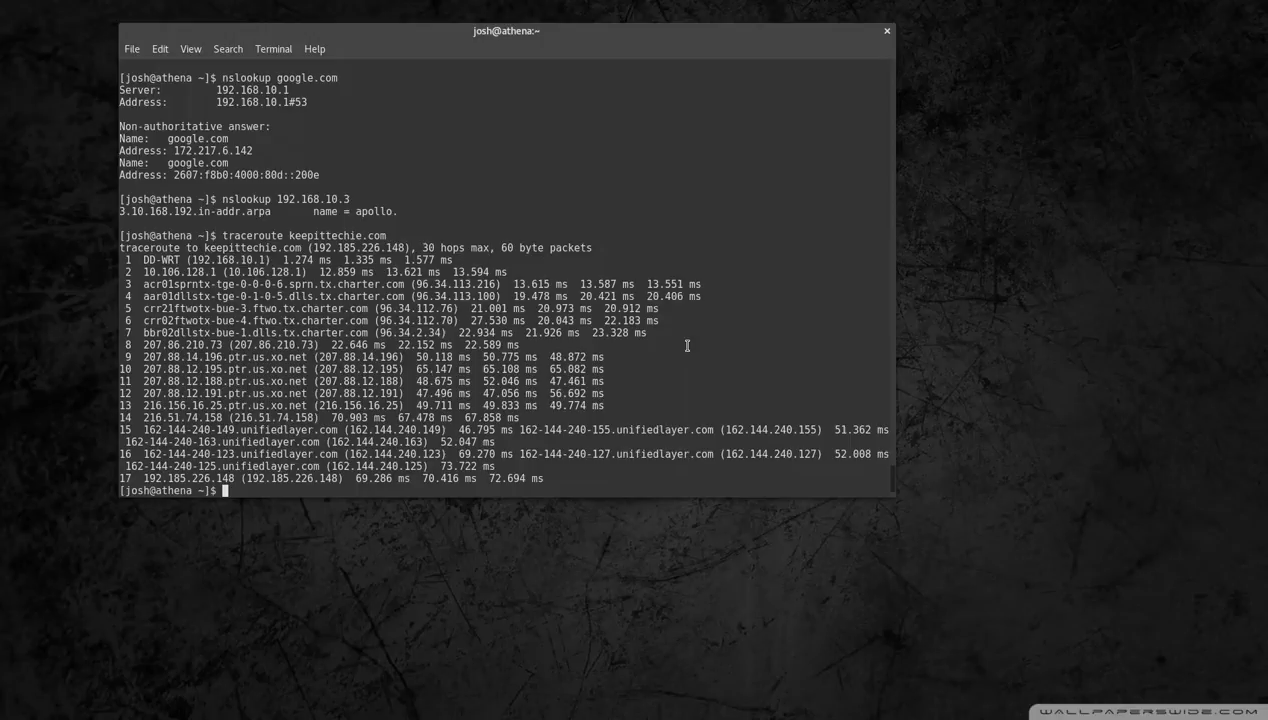 josh@athena:~
×
File Edit View Search Terminal Help
[josh@athena ~]$ nslookup google.com
Server: 192.168.10.1
Address: 192.168.10.1#53
Non-authoritative answer:
Name: google.com
Address: 172.217.6.142
Name: google.com
Address: 2607:f8b0:4000:80d::200e
[josh@athena ~]$ nslookup 192.168.10.3
3.10.168.192.in-addr.arpa name = apollo.
[josh@athena ~]$ traceroute keepittechie.com
traceroute to keepittechie.com (192.185.226.148), 30 hops max, 60 byte packets
1 DD-WRT (192.168.10.1) 1.274 ms 1.335 ms 1.577 ms
2 10.106.128.1 (10.106.128.1) 12.859 ms 13.621 ms 13.594 ms
3 acr01sprntx-tge-0-0-0-6.sprn.tx.charter.com (96.34.113.216) 13.615 ms 13.587 ms 13.551 ms
4 aar01dllstx-tge-0-1-0-5.dlls.tx.charter.com (96.34.113.100) 19.478 ms 20.421 ms 20.406 ms
5 crr21ftwotx-bue-3.ftwo.tx.charter.com (96.34.112.76) 21.001 ms 20.973 ms 20.912 ms
6 crr02ftwotx-bue-4.ftwo.tx.charter.com (96.34.112.70) 27.530 ms 20.043 ms 22.183 ms
7 bbr02dllstx-bue-1.dlls.tx.charter.com (96.34.2.34) 22.934 ms 21.926 ms 23.328 ms
8 207.86.210.73 (207.86.210.73) 22.646 ms 22.152 ms 22.589 ms
9 207.88.14.196.ptr.us.xo.net (207.88.14.196) 50.118 ms 50.775 ms 48.872 ms
10 207.88.12.195.ptr.us.xo.net (207.88.12.195) 65.147 ms 65.108 ms 65.082 ms
11 207.88.12.188.ptr.us.xo.net (207.88.12.188) 48.675 ms 52.046 ms 47.461 ms
12 207.88.12.191.ptr.us.xo.net (207.88.12.191) 47.496 ms 47.056 ms 56.692 ms
13 216.156.16.25.ptr.us.xo.net (216.156.16.25) 49.711 ms 49.833 ms 49.774 ms
14 216.51.74.158 (216.51.74.158) 70.903 ms 67.478 ms 67.858 ms
15 162-144-240-149.unifiedlayer.com (162.144.240.149) 46.795 ms 162-144-240-155.unifiedlayer.com (162.144.240.155) 51.362 ms
162-144-240-163.unifiedlayer.com (162.144.240.163) 52.047 ms
16 162-144-240-123.unifiedlayer.com (162.144.240.123) 69.270 ms 162-144-240-127.unifiedlayer.com (162.144.240.127) 52.008 ms
162-144-240-125.unifiedlayer.com (162.144.240.125) 73.722 ms
17 192.185.226.148 (192.185.226.148) 69.286 ms 70.416 ms 72.694 ms
[josh@athena ~]$
WALLPAPERSWIDE.COM